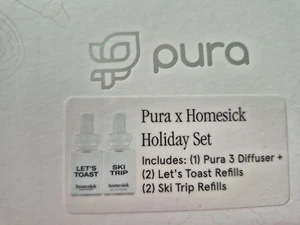 pura
Pura x Homesick
Holiday Set
Includes: (1) Pura 3 Diffuser +
(2) Let's Toast Refills
(2) Ski Trip Refills
LET'S
TOAST
homesick
SKI
TRIP
homesick